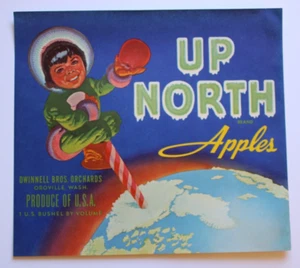 UP
NORTH
BRAND
Apples
GWINNELL BROS. ORCHARDS
OROVILLE, WASH.
PRODUCE OF U.S.A.
1 U.S. BUSHEL BY VOLUME